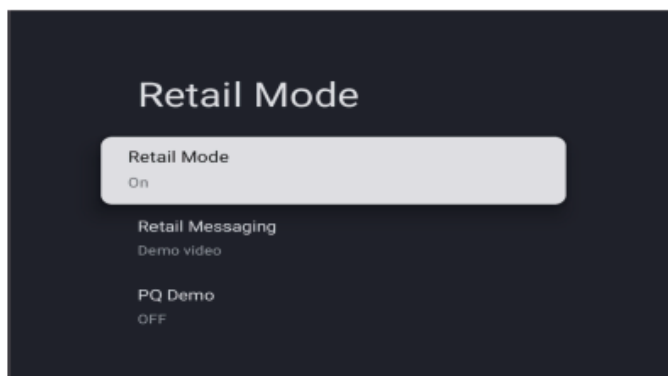 Retail Mode
Retail Mode
On
Retail Messaging
Demo video
PQ Demo
OFF